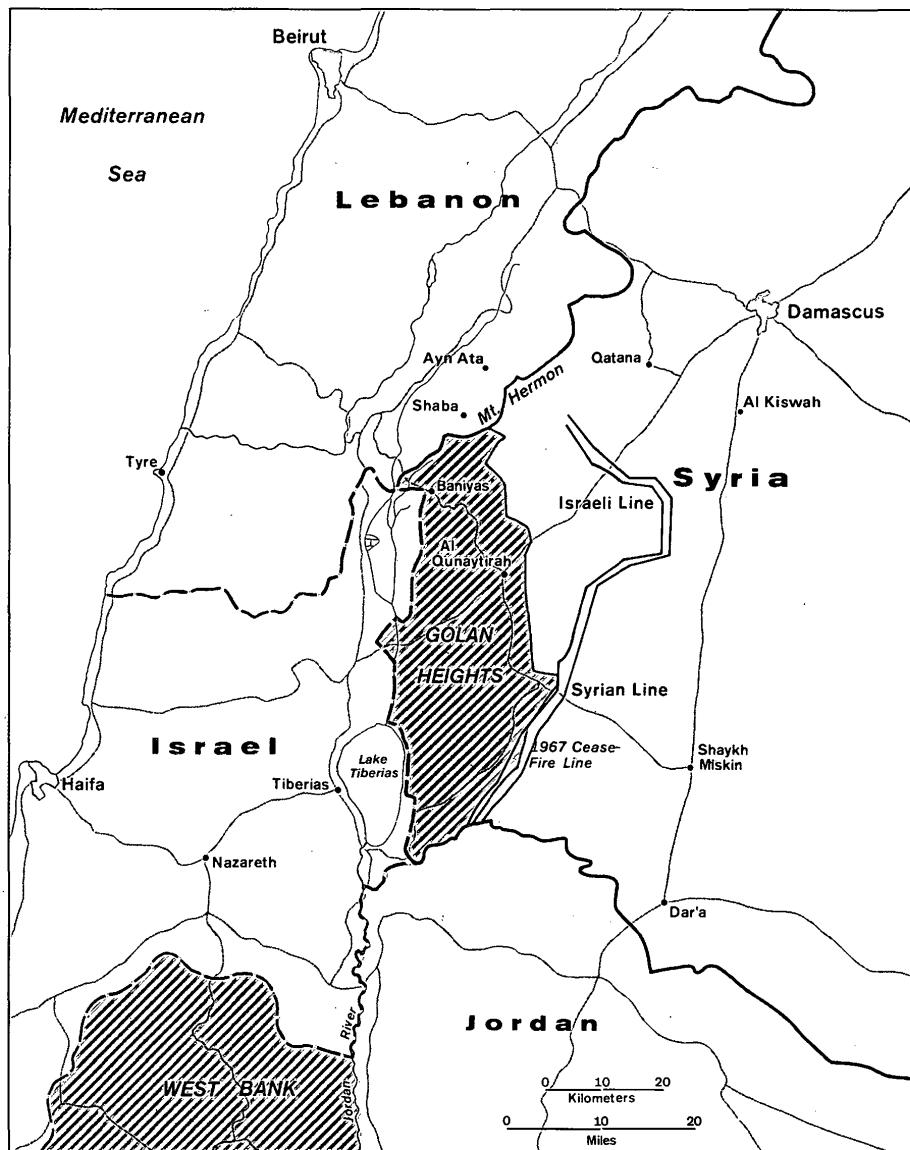 Beirut
Mediterranean
Sea
Lebanon
Damascus
Ayn Ata
Qatana
Shaba
Mt. Hermon
Al Kiswah
Tyre
Syria
Baniyas
Israeli Line
Al
Qunaytirah
GOLAN
HEIGHTS
Syrian Line
Israel
1967 Cease-
Fire Line
Shaykh
Miskin
Lake
Tiberias
Haifa
Tiberias
Nazareth
Dar'a
Jordan
River
Jordan
WEST BANK
0 10 20
Kilometers
0 10 20
Miles